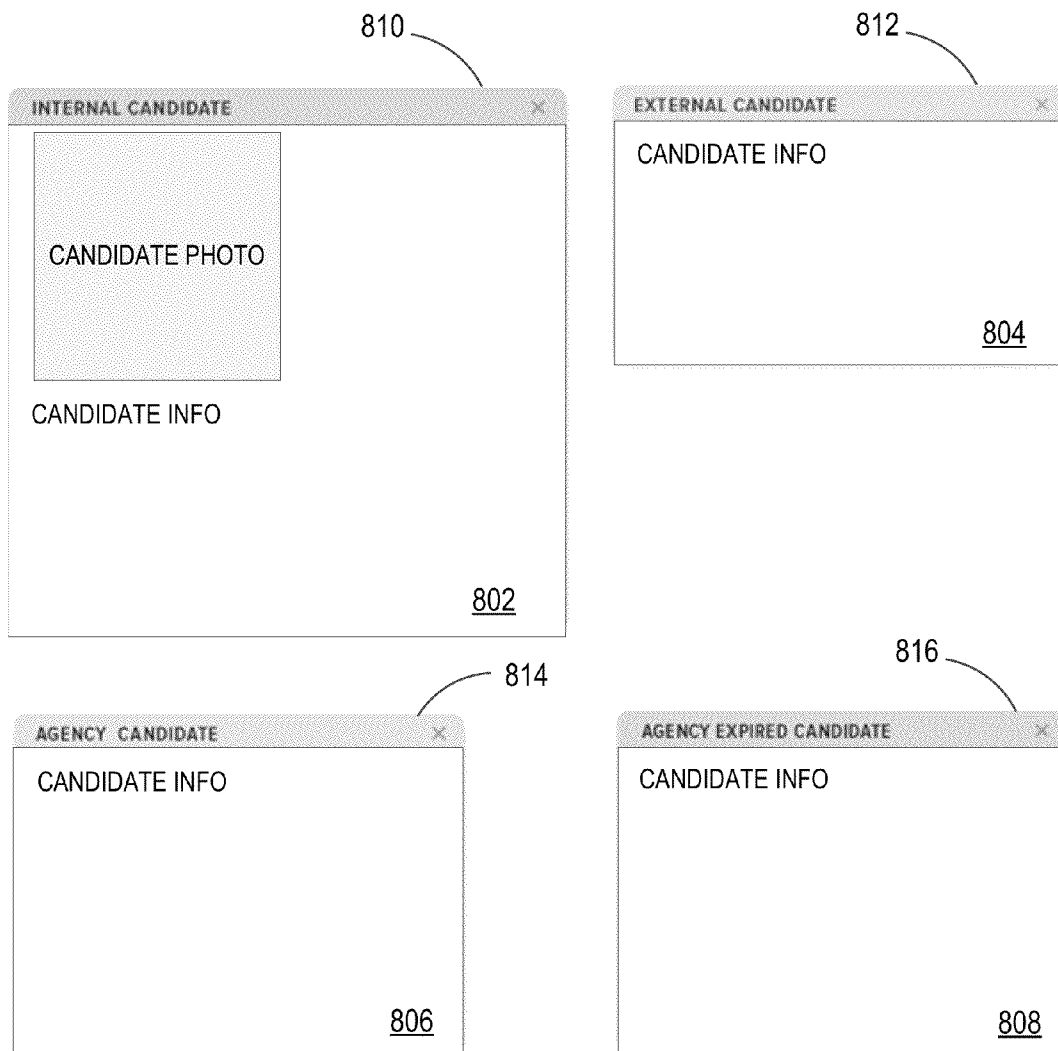 810
812
INTERNAL CANDIDATE ×
EXTERNAL CANDIDATE ×
CANDIDATE PHOTO
CANDIDATE INFO
CANDIDATE INFO
804
802
814
816
AGENCY CANDIDATE ×
AGENCY EXPIRED CANDIDATE ×
CANDIDATE INFO
CANDIDATE INFO
806
808